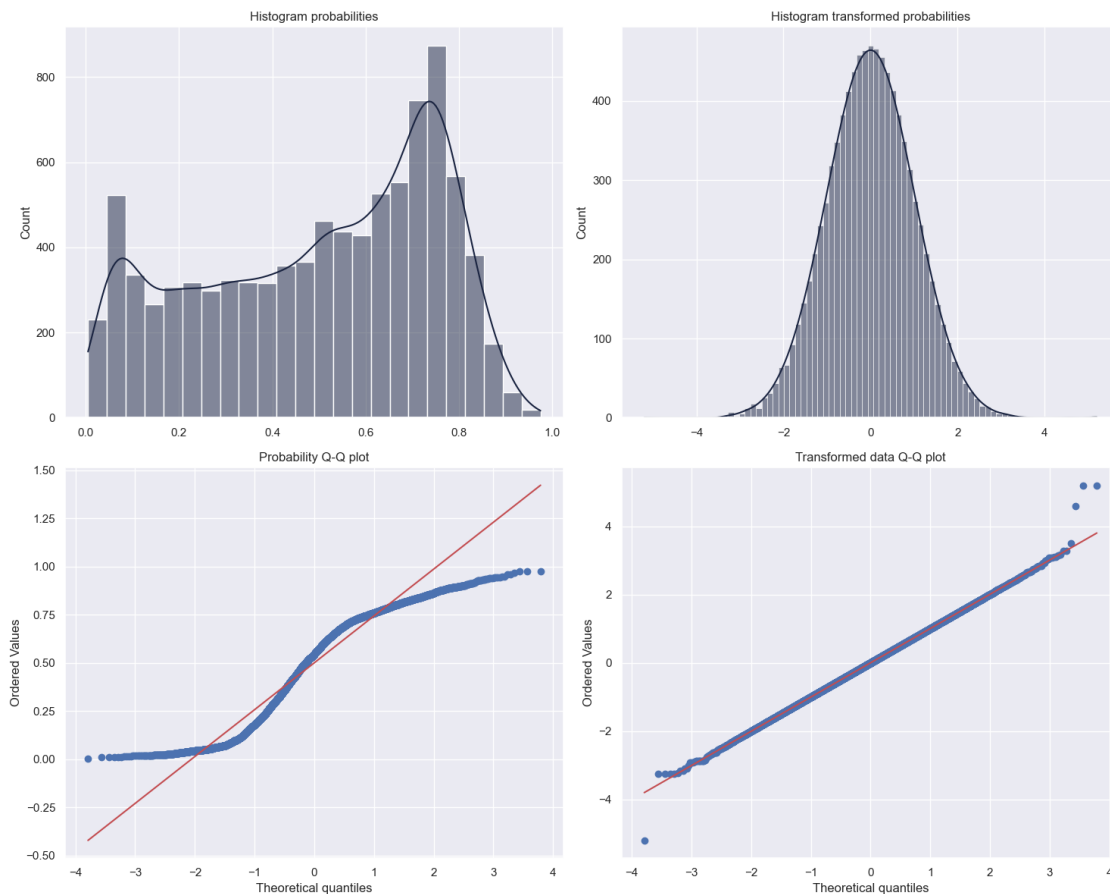 Histogram probabilities
Count
800
600
400
200
0
0.0 0.2 0.4 0.6 0.8 1.0
Histogram transformed probabilities
Count
400
300
200
100
0
−4 −2 0 2 4
Probability Q-Q plot
Ordered Values
1.50
1.25
1.00
0.75
0.50
0.25
0.00
−0.25
−0.50
−4 −3 −2 −1 0 1 2 3 4
Theoretical quantiles
Transformed data Q-Q plot
Ordered Values
4
2
0
−2
−4
−4 −3 −2 −1 0 1 2 3 4
Theoretical quantiles